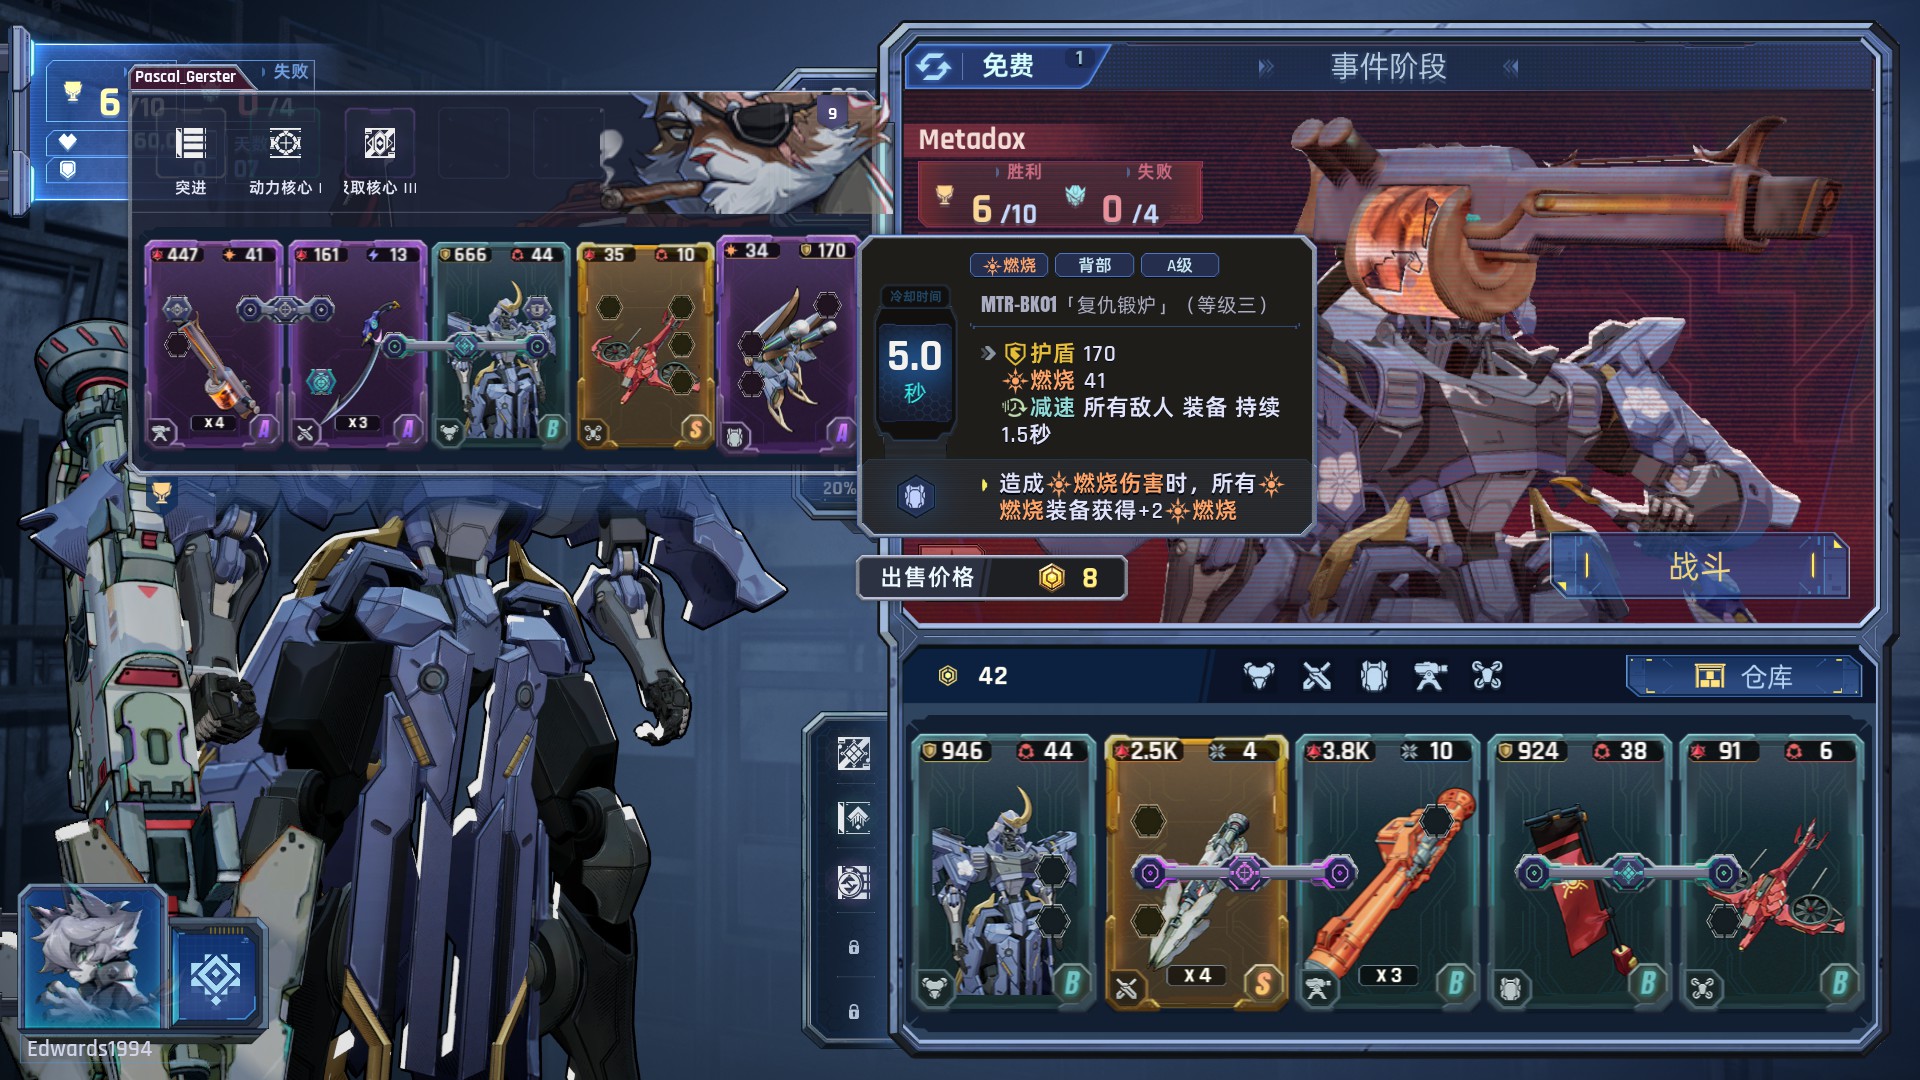 Pascal_Gerster
失败
6/10
0/4
9
突进
动力核心 I
取取核心 III
447
41
161
13
666
44
35
10
34
170
x4
A
x3
A
B
S
A
20%
免费
1
事件阶段
Metadox
胜利
失败
6/10
0/4
燃烧
背部
A级
冷却时间
5.0
秒
MTR-BK01「复仇锻炉」（等级三）
护盾 170
燃烧 41
减速 所有敌人 装备 持续
1.5秒
造成燃烧伤害时，所有
燃烧装备获得+2燃烧
出售价格
8
战斗
42
仓库
946
44
2.5K
4
3.8K
10
924
38
91
6
B
x4
S
x3
B
B
B
Edwards1994